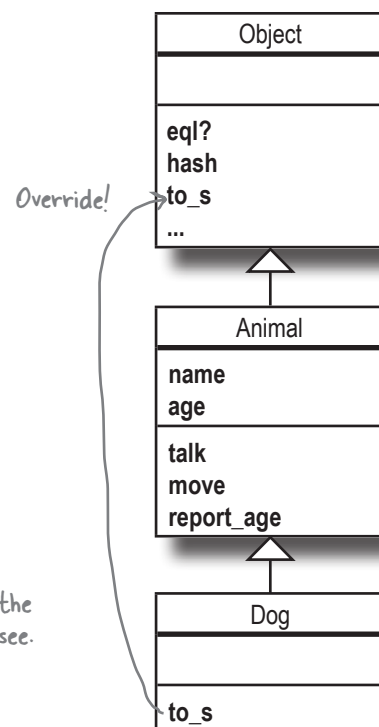 Object
eql?
hash
Override!
to_s
...
Animal
name
age
talk
move
report_age
the
see.
Dog
to_s